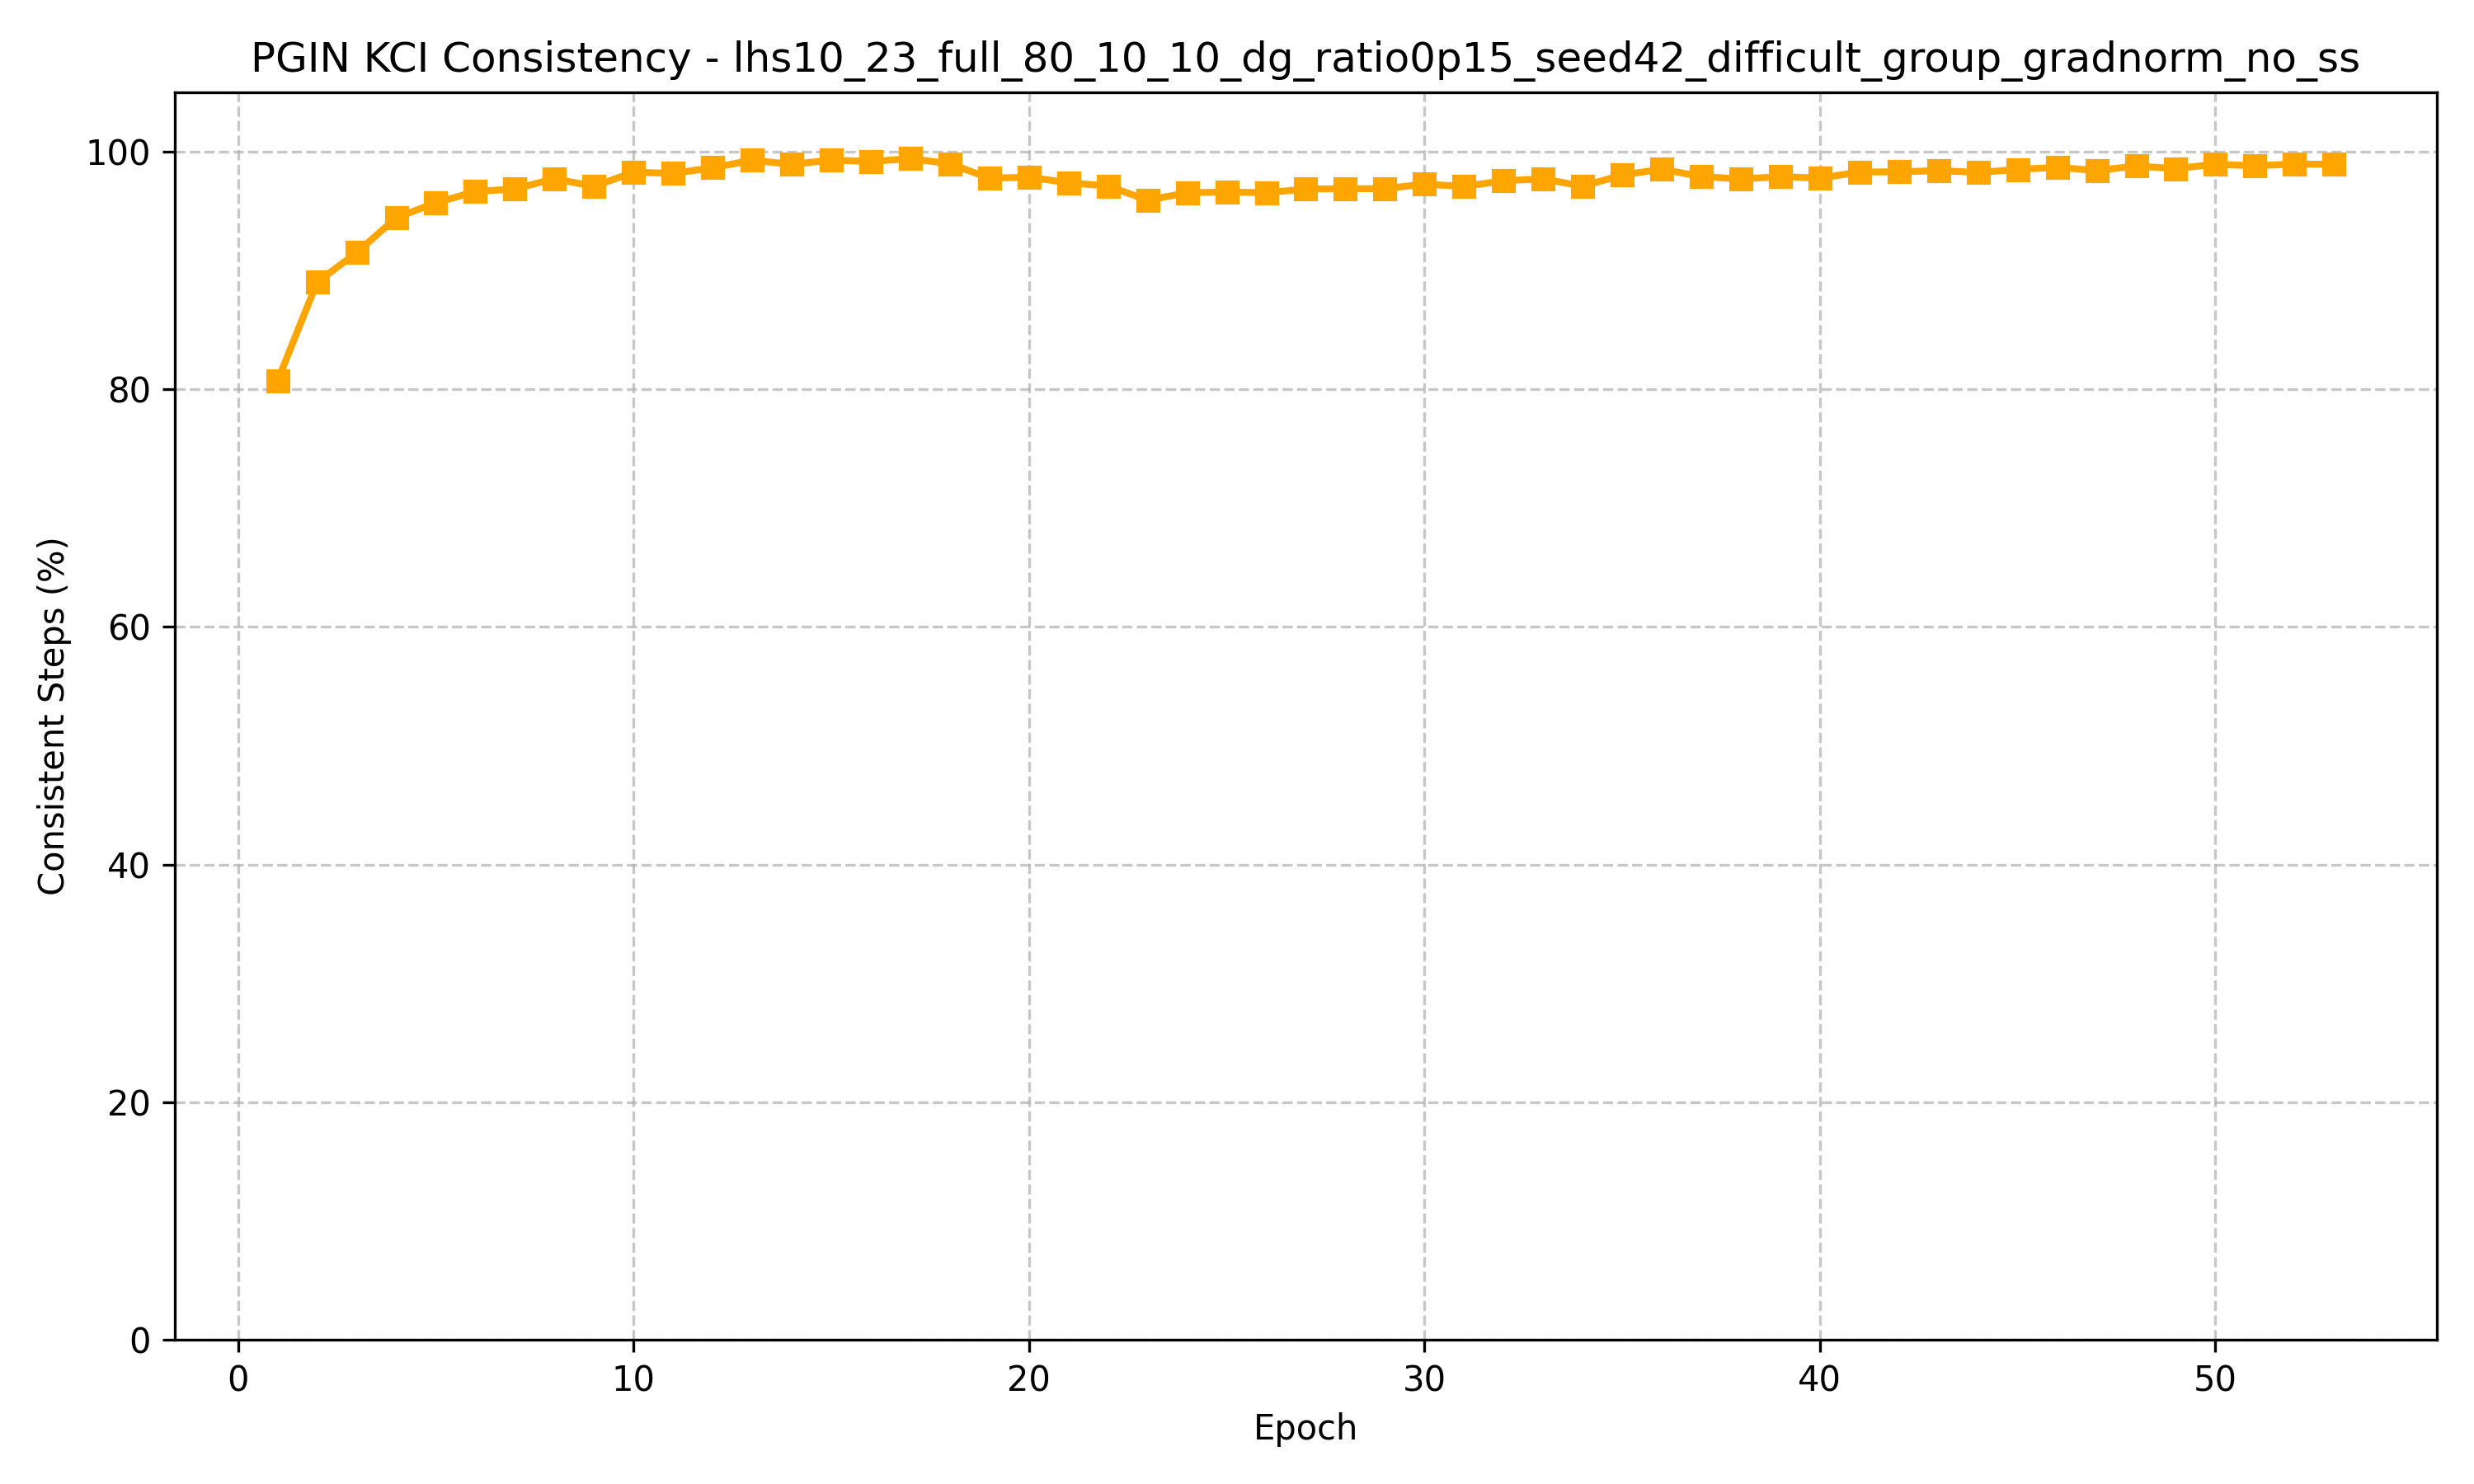 PGIN KCI Consistency - lhs10_23_full_80_10_10_dg_ratio0p15_seed42_difficult_group_gradnorm_no_ss
100
80
60
40
20
0
Consistent Steps (%)
0 10 20 30 40 50
Epoch